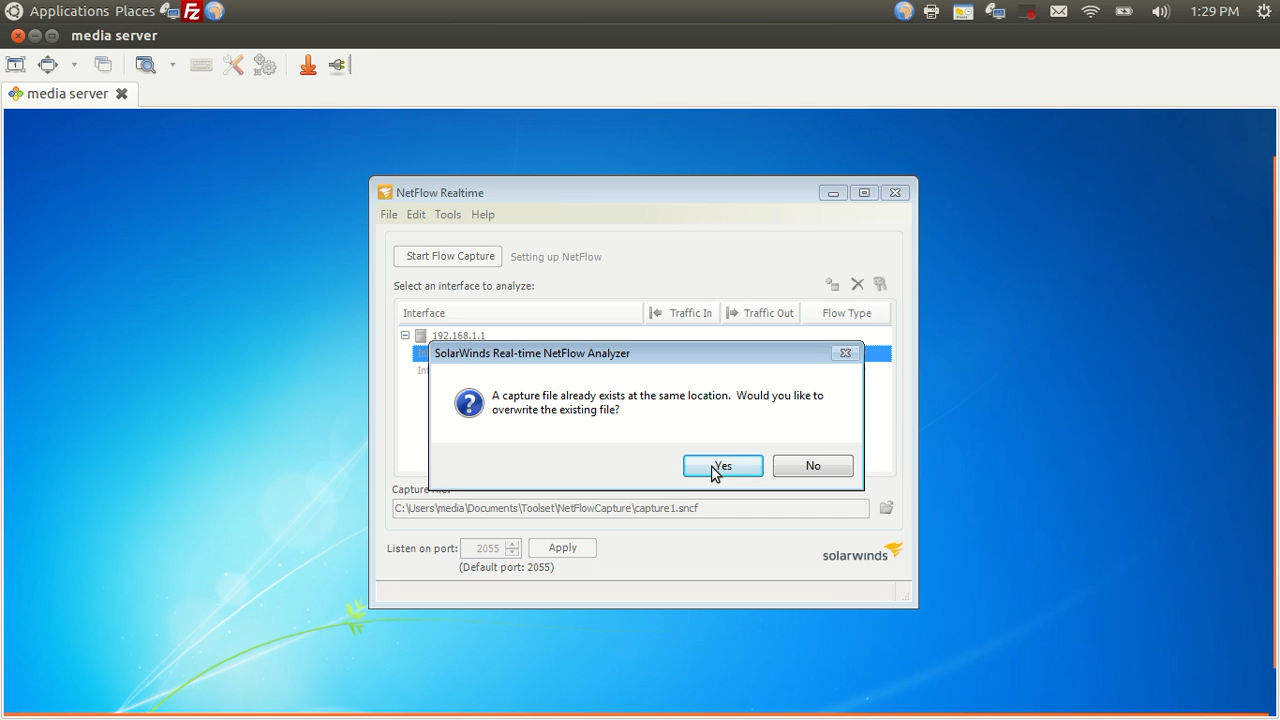 Applications Places
1:29 PM
media server
media server
NetFlow Realtime
File Edit Tools Help
Start Flow Capture Setting up NetFlow
Select an interface to analyze:
Interface Traffic In Traffic Out Flow Type
192.168.1.1
SolarWinds Real-time NetFlow Analyzer
A capture file already exists at the same location. Would you like to
overwrite the existing file?
Yes No
Capture file:
C:\Users\media\Documents\Toolset\NetFlowCapture\capture1.sncf
Listen on port: 2055 Apply
(Default port: 2055)
solarwinds